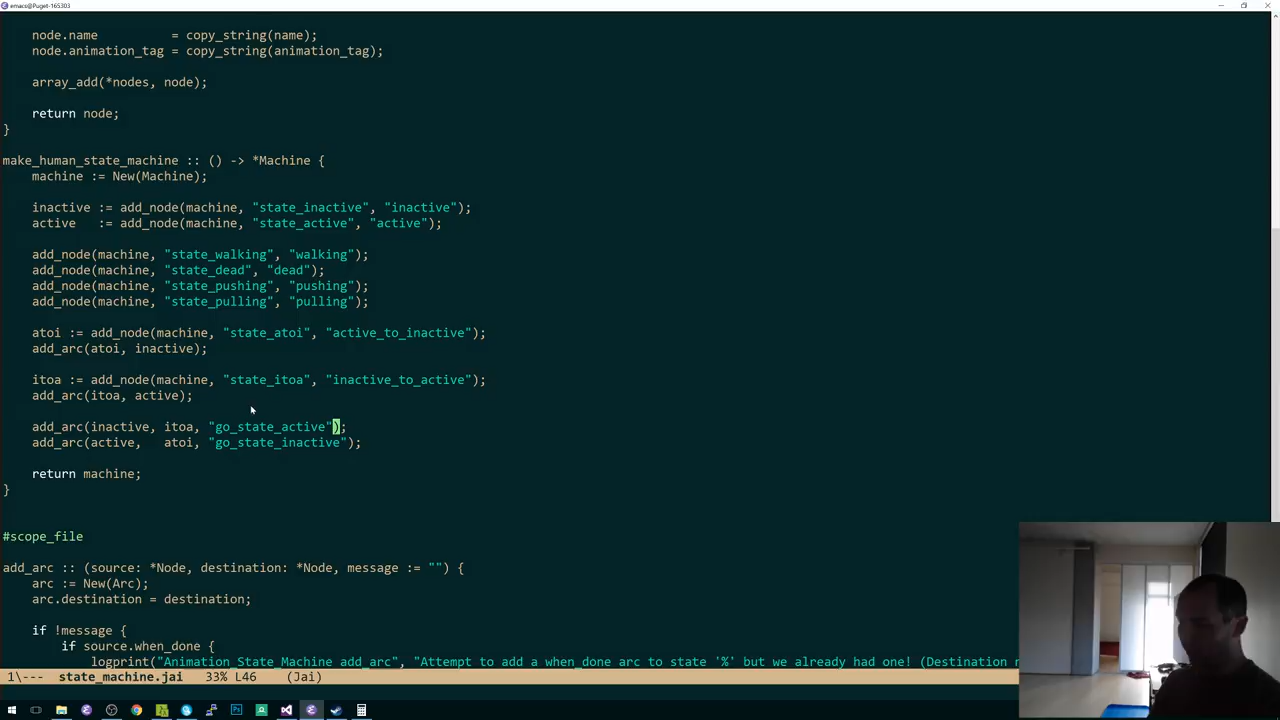 emacs@Puget-165303
    node.name          = copy_string(name);
    node.animation_tag = copy_string(animation_tag);
    array_add(*nodes, node);
    return node;
}
make_human_state_machine :: () -> *Machine {
    machine := New(Machine);
    inactive := add_node(machine, "state_inactive", "inactive");
    active   := add_node(machine, "state_active", "active");
    add_node(machine, "state_walking", "walking");
    add_node(machine, "state_dead", "dead");
    add_node(machine, "state_pushing", "pushing");
    add_node(machine, "state_pulling", "pulling");
    atoi := add_node(machine, "state_atoi", "active_to_inactive");
    add_arc(atoi, inactive);
    itoa := add_node(machine, "state_itoa", "inactive_to_active");
    add_arc(itoa, active);
    add_arc(inactive, itoa, "go_state_active");
    add_arc(active,   atoi, "go_state_inactive");
    return machine;
}
#scope_file
add_arc :: (source: *Node, destination: *Node, message := "") {
    arc := New(Arc);
    arc.destination = destination;
    if !message {
        if source.when_done {
            logprint("Animation_State_Machine add_arc", "Attempt to add a when_done arc to state '%' but we already had one! (Destination
1\---  state_machine.jai   33% L46    (Jai)